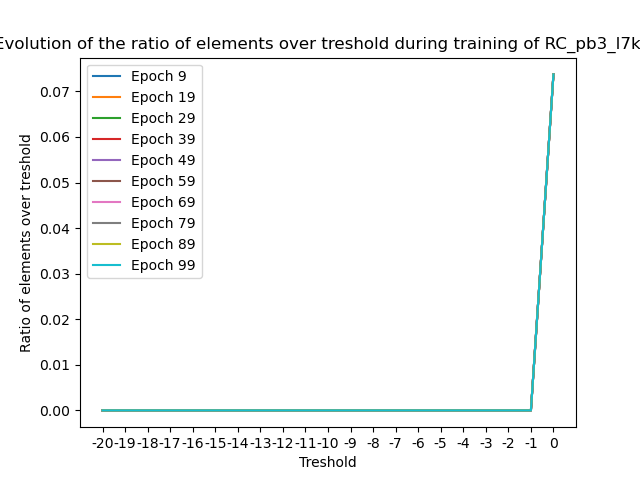 Evolution of the ratio of elements over treshold during training of RC_pb3_l7k
Epoch 9
Epoch 19
Epoch 29
Epoch 39
Epoch 49
Epoch 59
Epoch 69
Epoch 79
Epoch 89
Epoch 99
Ratio of elements over treshold
0.07
0.06
0.05
0.04
0.03
0.02
0.01
0.00
-20 -19 -18 -17 -16 -15 -14 -13 -12 -11 -10 -9 -8 -7 -6 -5 -4 -3 -2 -1 0
Treshold